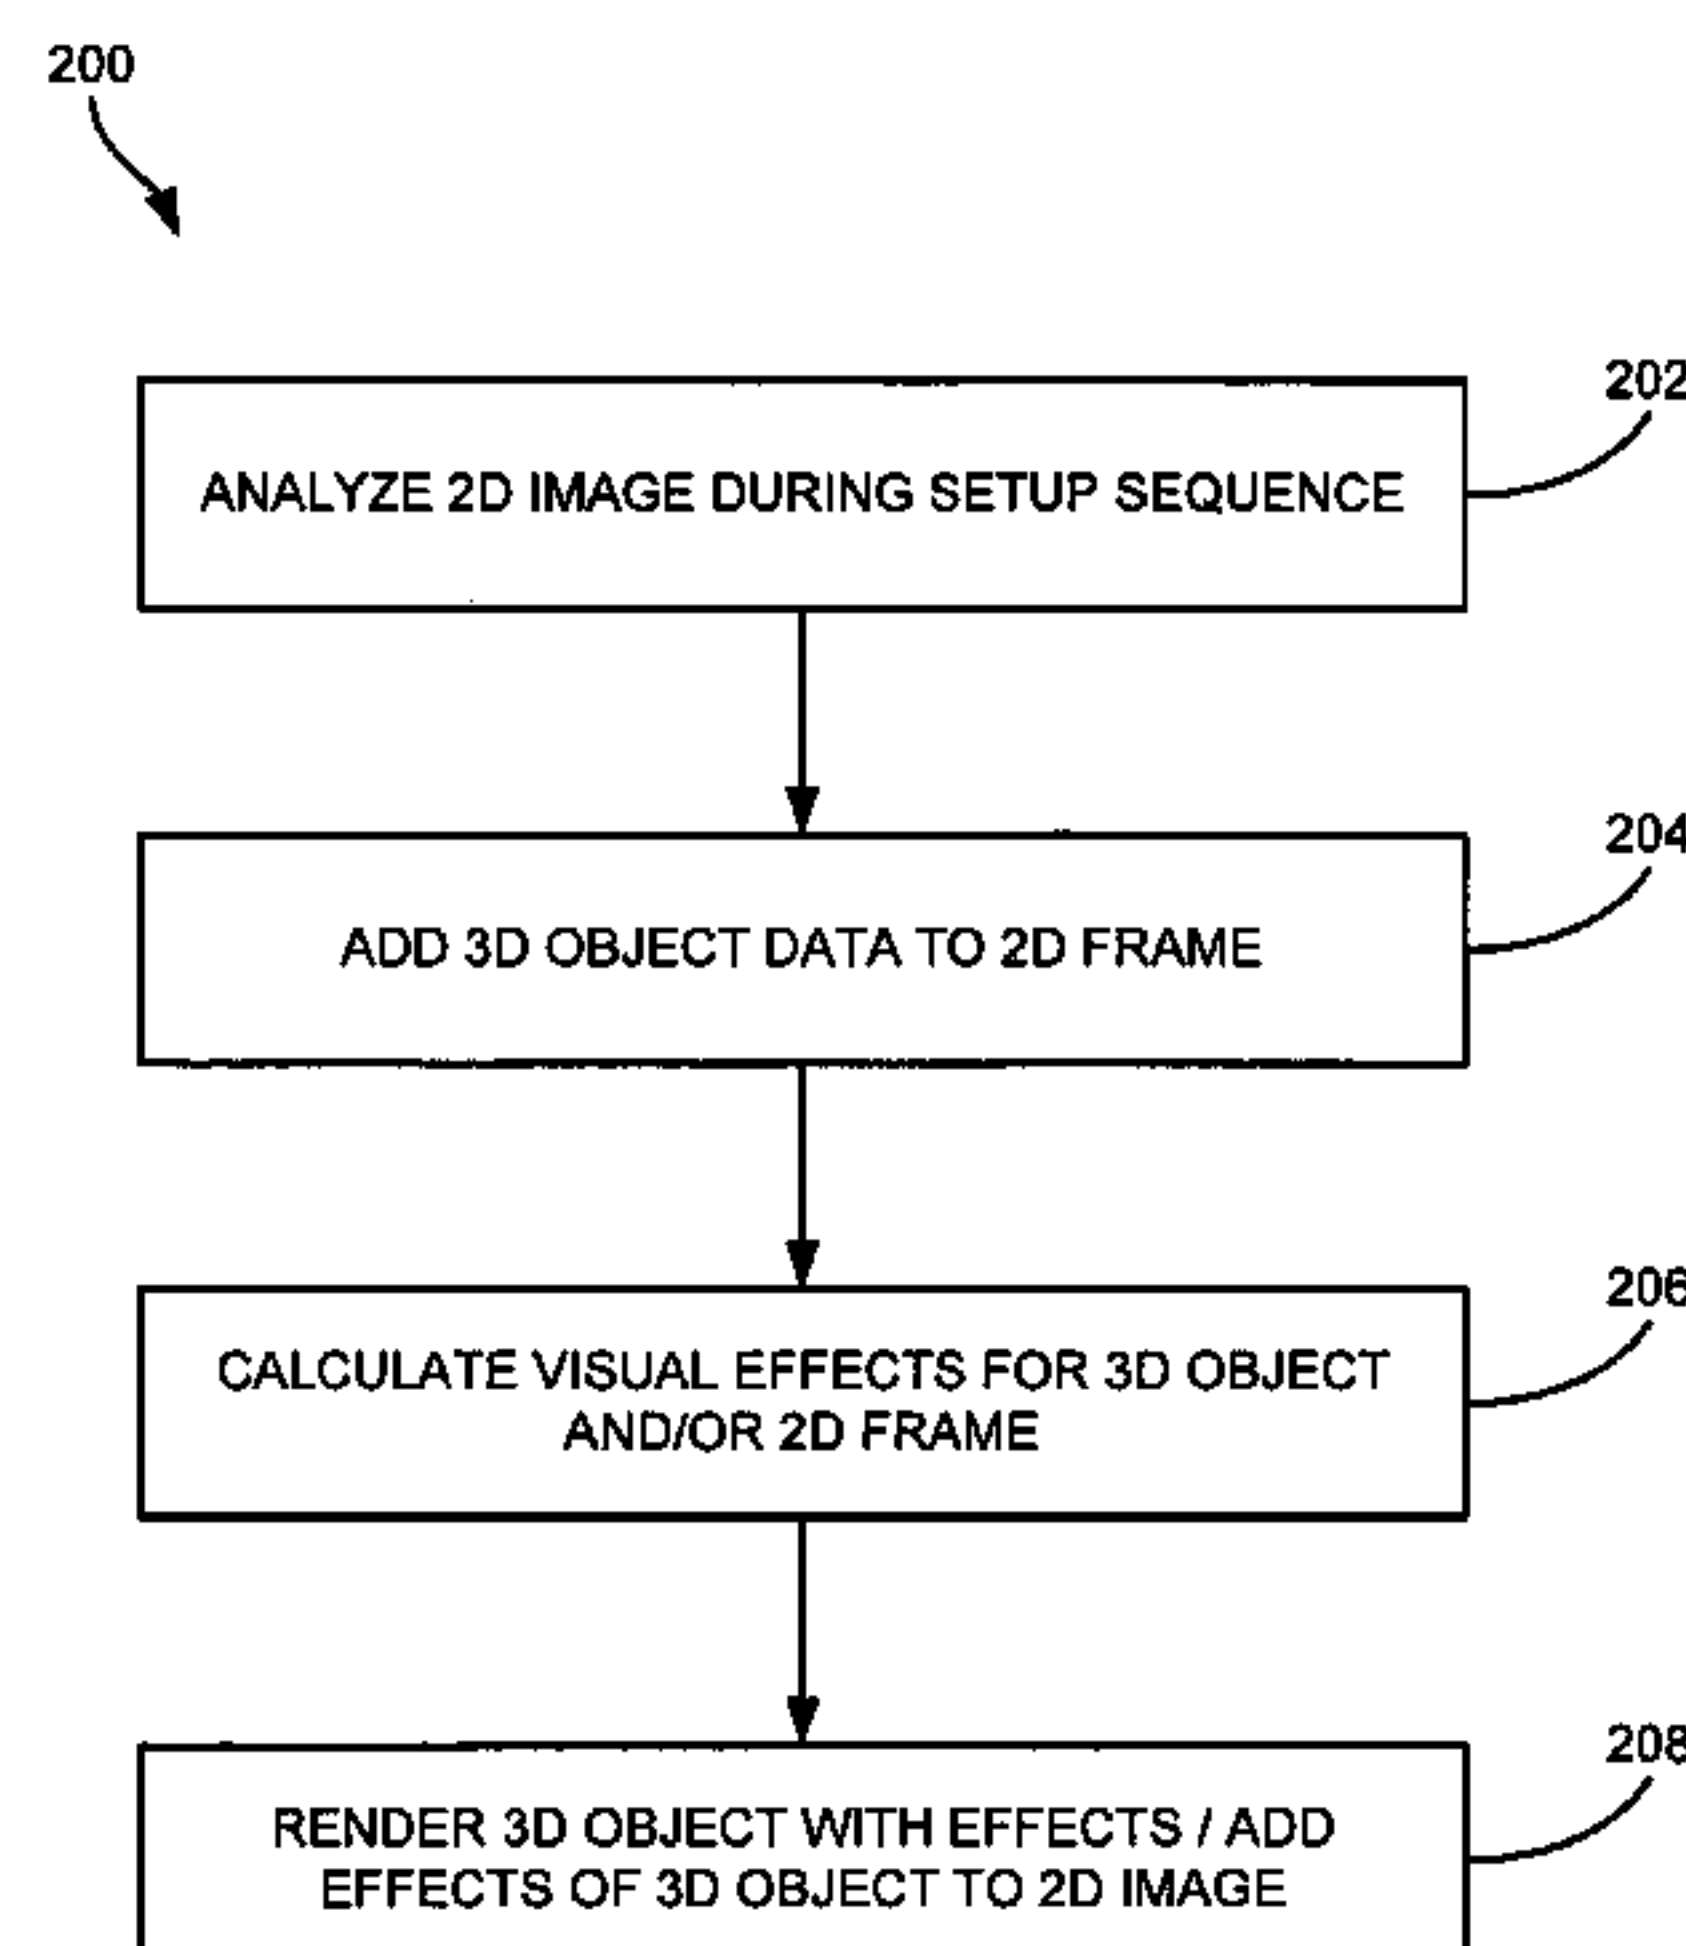 200
202
ANALYZE 2D IMAGE DURING SETUP SEQUENCE
204
ADD 3D OBJECT DATA TO 2D FRAME
206
CALCULATE VISUAL EFFECTS FOR 3D OBJECT
AND/OR 2D FRAME
208
RENDER 3D OBJECT WITH EFFECTS / ADD
EFFECTS OF 3D OBJECT TO 2D IMAGE